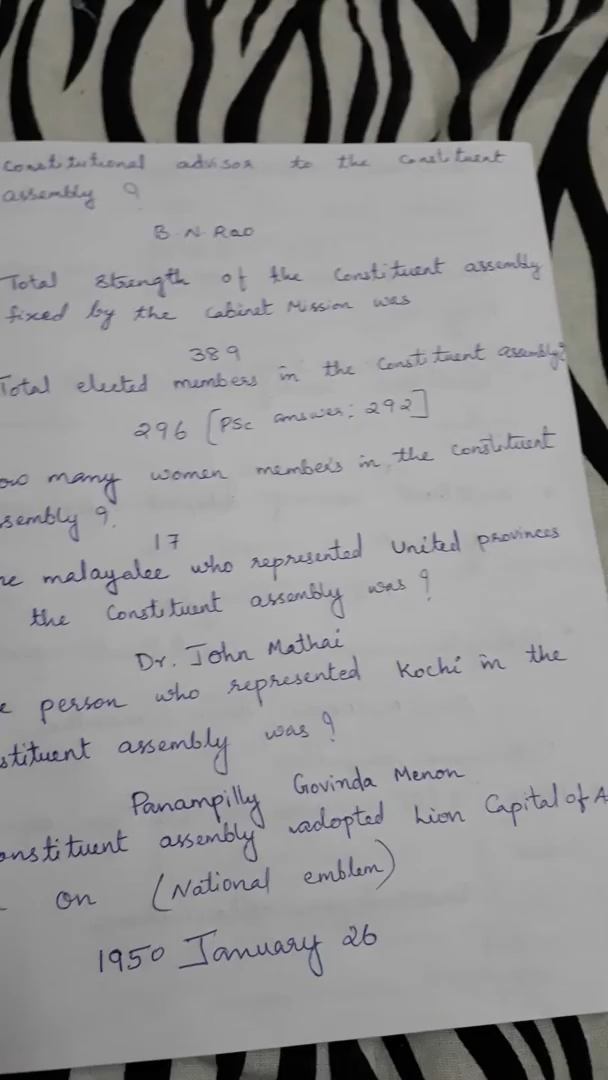 Constitutional advisor to the Constituent
assembly ?
B. N. Rao
Total Strength of the Constituent assembly
fixed by the Cabinet Mission was
389
Total elected members in the Constituent assembly?
296 [PSC answer: 292]
ow many women members in the Constituent
ssembly ?
17
he malayalee who represented United provinces
the Constituent assembly was ?
Dr. John Mathai
e person who represented Kochi in the
stituent assembly was ?
Panampilly Govinda Menon
onstituent assembly adopted Lion Capital of A
on (National emblem)
1950 January 26